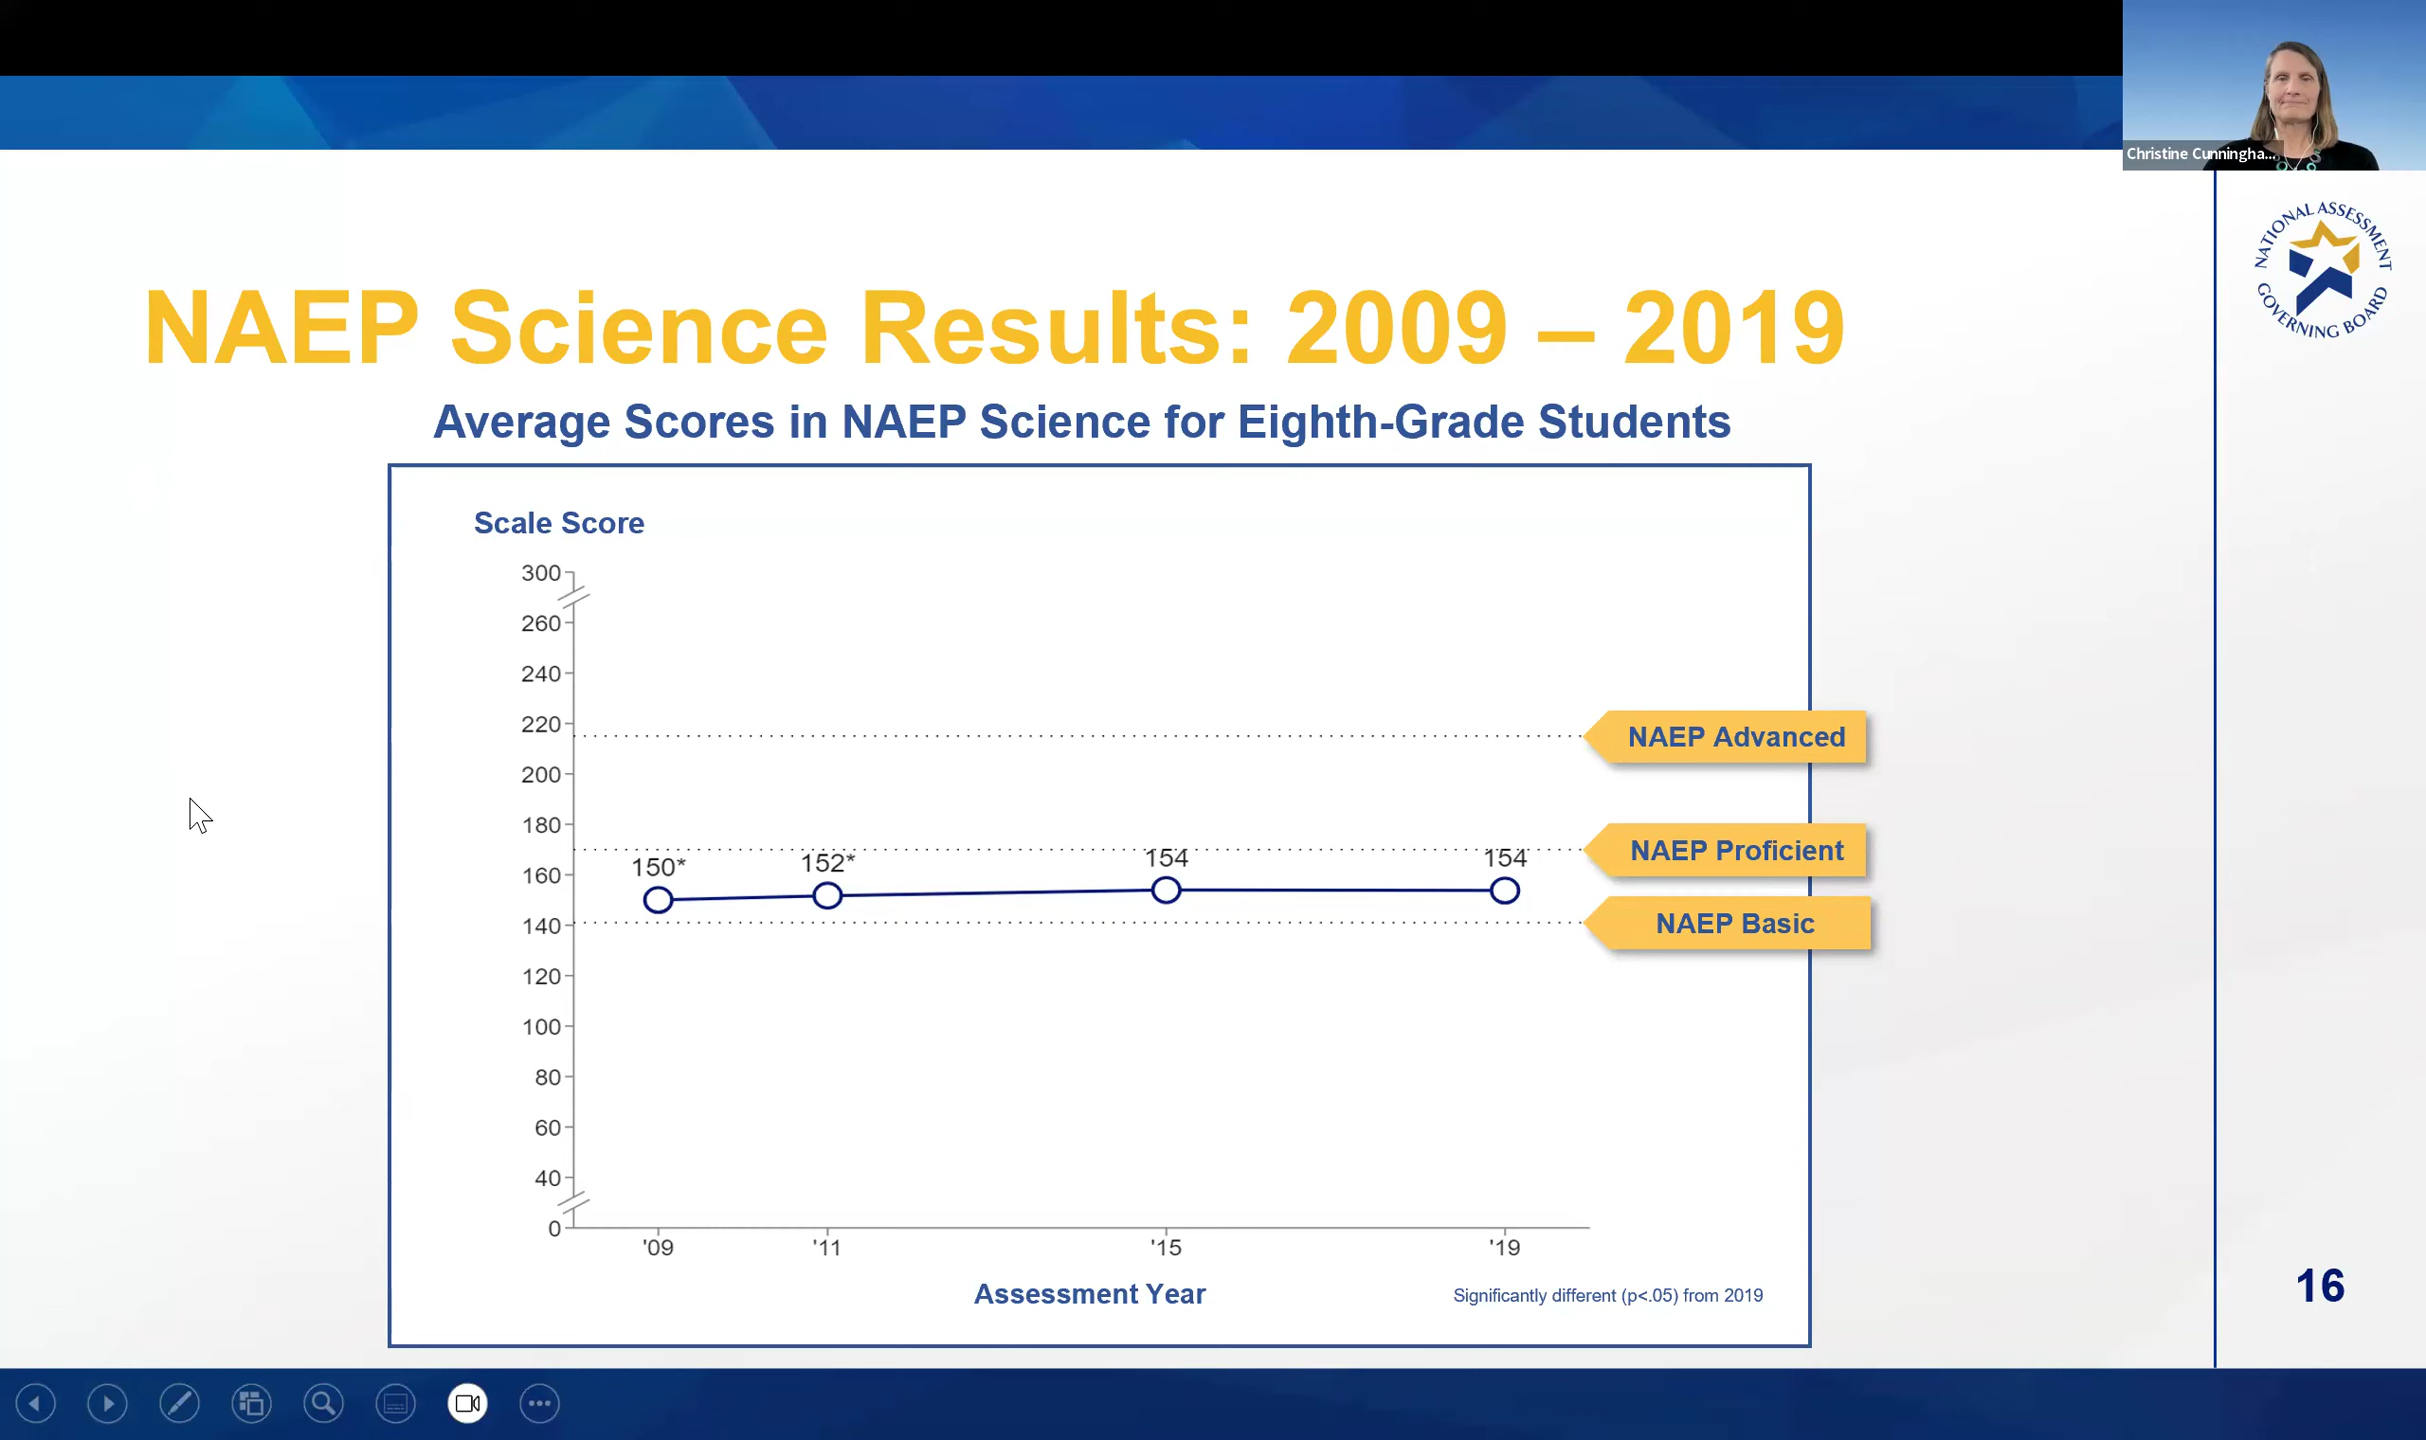 Christine Cunningha...
NATIONAL ASSESSMENT
GOVERNING BOARD
NAEP Science Results: 2009 – 2019
Average Scores in NAEP Science for Eighth-Grade Students
Scale Score
300
260
240
220
200
180
160
140
120
100
80
60
40
0
NAEP Advanced
NAEP Proficient
NAEP Basic
150*
152*
154
154
'09
'11
'15
'19
Assessment Year
Significantly different (p<.05) from 2019
16